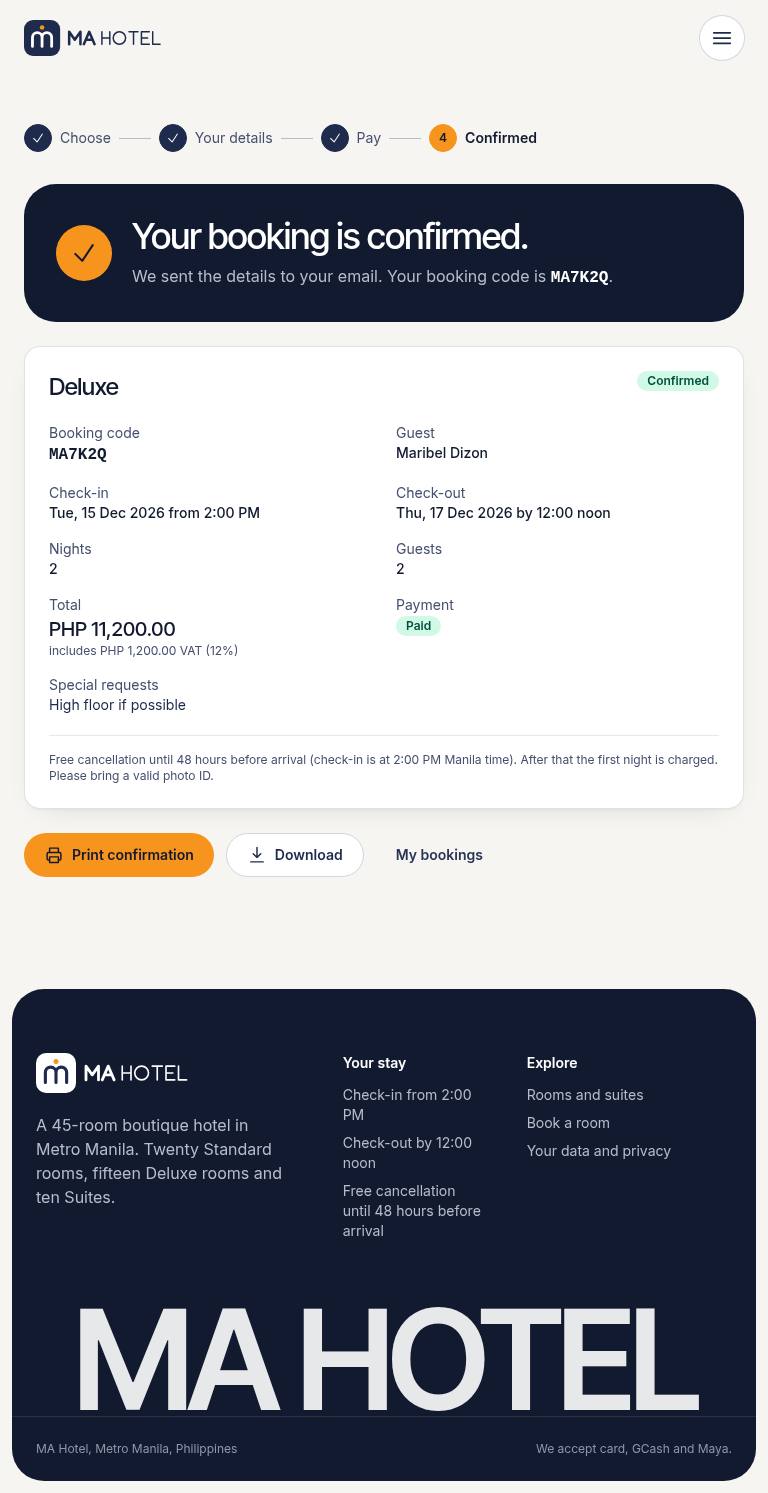 MA HOTEL
Choose
Your details
Pay
4 Confirmed
Your booking is confirmed.
We sent the details to your email. Your booking code is MA7K2Q.
Deluxe
Confirmed
Booking code
MA7K2Q
Guest
Maribel Dizon
Check-in
Tue, 15 Dec 2026 from 2:00 PM
Check-out
Thu, 17 Dec 2026 by 12:00 noon
Nights
2
Guests
2
Total
PHP 11,200.00
includes PHP 1,200.00 VAT (12%)
Payment
Paid
Special requests
High floor if possible
Free cancellation until 48 hours before arrival (check-in is at 2:00 PM Manila time). After that the first night is charged.
Please bring a valid photo ID.
Print confirmation
Download
My bookings
MA HOTEL
A 45-room boutique hotel in
Metro Manila. Twenty Standard
rooms, fifteen Deluxe rooms and
ten Suites.
Your stay
Check-in from 2:00
PM
Check-out by 12:00
noon
Free cancellation
until 48 hours before
arrival
Explore
Rooms and suites
Book a room
Your data and privacy
MA HOTEL
MA Hotel, Metro Manila, Philippines
We accept card, GCash and Maya.